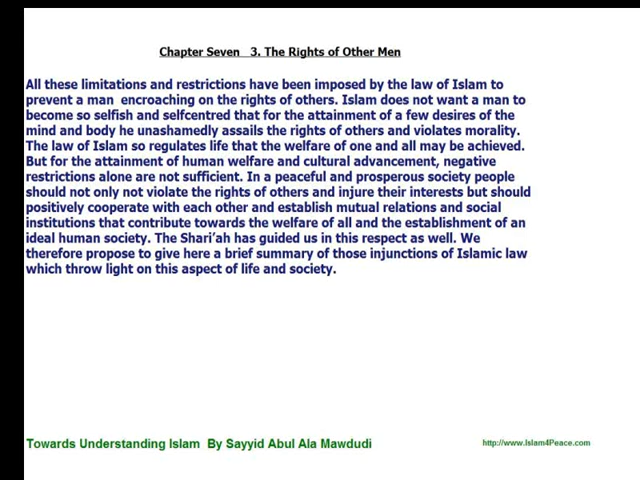 Chapter Seven 3. The Rights of Other Men
All these limitations and restrictions have been imposed by the law of Islam to
prevent a man encroaching on the rights of others. Islam does not want a man to
become so selfish and selfcentred that for the attainment of a few desires of the
mind and body he unashamedly assails the rights of others and violates morality.
The law of Islam so regulates life that the welfare of one and all may be achieved.
But for the attainment of human welfare and cultural advancement, negative
restrictions alone are not sufficient. In a peaceful and prosperous society people
should not only not violate the rights of others and injure their interests but should
positively cooperate with each other and establish mutual relations and social
institutions that contribute towards the welfare of all and the establishment of an
ideal human society. The Shari’ah has guided us in this respect as well. We
therefore propose to give here a brief summary of those injunctions of Islamic law
which throw light on this aspect of life and society.
Towards Understanding Islam By Sayyid Abul Ala Mawdudi
http://www.Islam4Peace.com